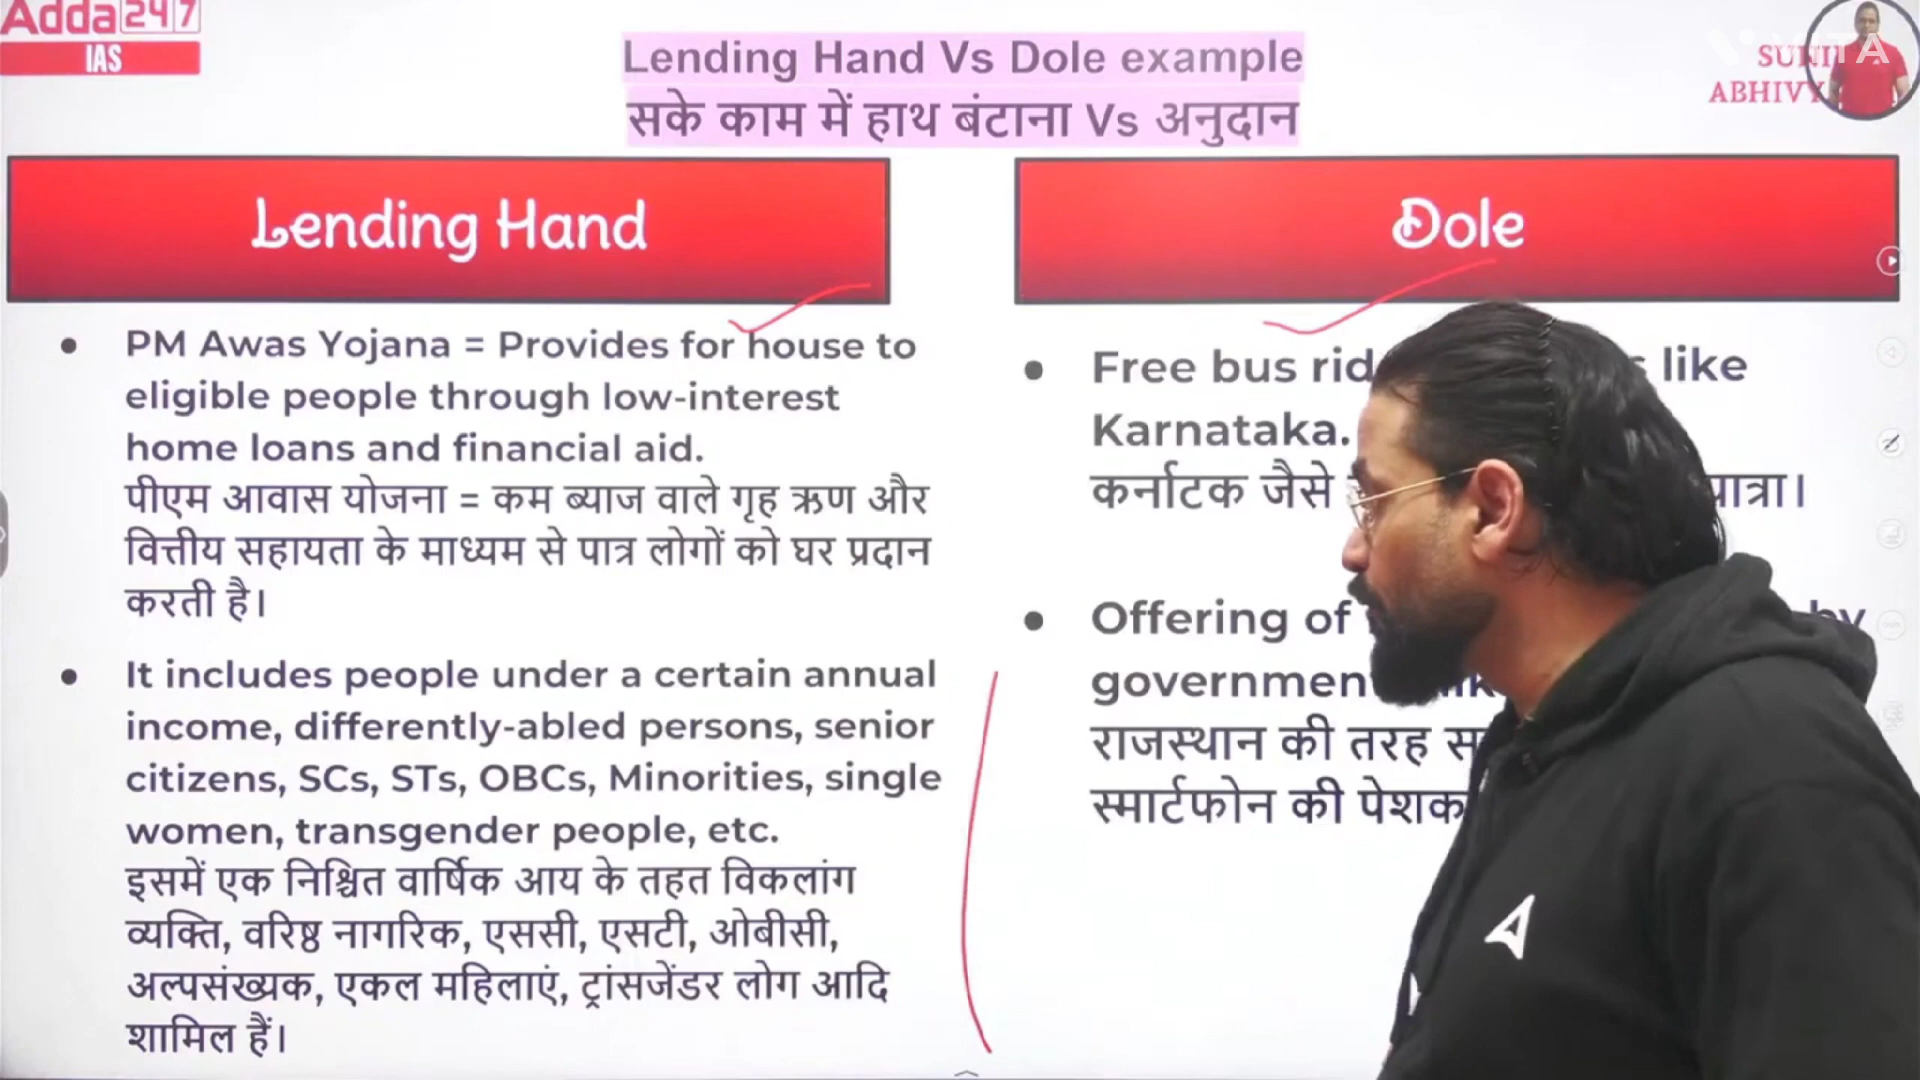 Adda247
IAS
Lending Hand Vs Dole example
सके काम में हाथ बंटाना Vs अनुदान
VITA
SUNI
ABHIVY
Lending Hand
Dole
• PM Awas Yojana = Provides for house to
eligible people through low-interest
home loans and financial aid.
पीएम आवास योजना = कम ब्याज वाले गृह ऋण और
वित्तीय सहायता के माध्यम से पात्र लोगों को घर प्रदान
करती है।
• It includes people under a certain annual
income, differently-abled persons, senior
citizens, SCs, STs, OBCs, Minorities, single
women, transgender people, etc.
इसमें एक निश्चित वार्षिक आय के तहत विकलांग
व्यक्ति, वरिष्ठ नागरिक, एससी, एसटी, ओबीसी,
अल्पसंख्यक, एकल महिलाएं, ट्रांसजेंडर लोग आदि
शामिल हैं।
• Free bus rid like
Karnataka.
कर्नाटक जैसे यात्रा।
• Offering of by
government
राजस्थान की तरह
स्मार्टफोन की पेशक